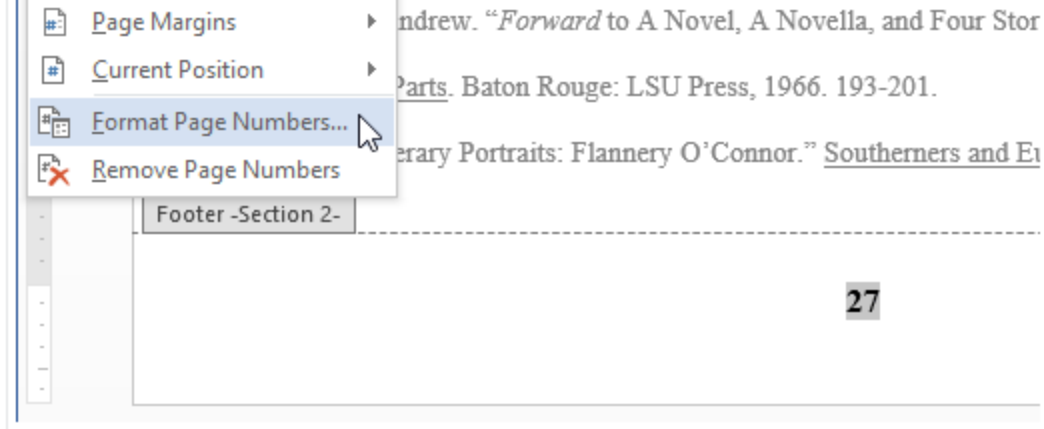 Page Margins
ndrew. “Forward to A Novel, A Novella, and Four Stor
Current Position
Parts. Baton Rouge: LSU Press, 1966. 193-201.
Format Page Numbers...
erary Portraits: Flannery O’Connor.” Southerners and Eu
Remove Page Numbers
Footer -Section 2-
27